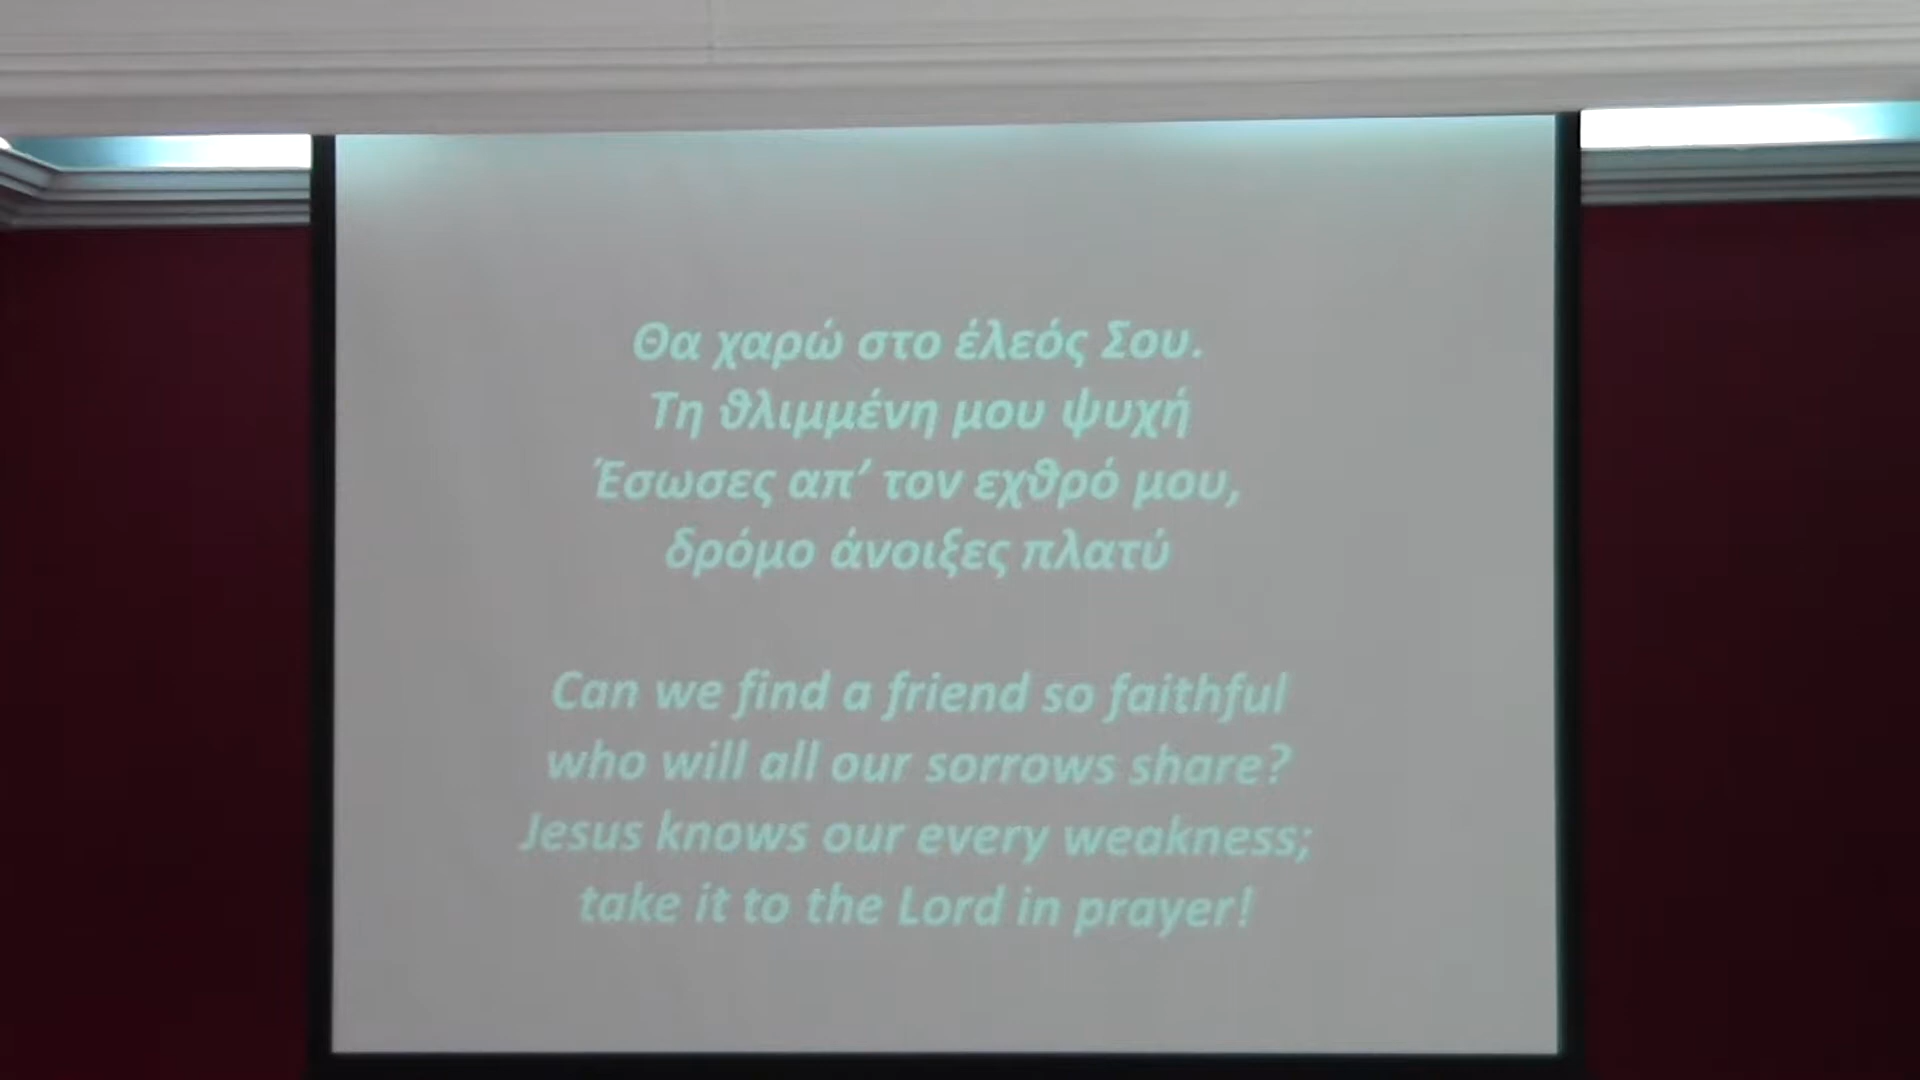 Θα χαρώ στο έλεός Σου.
Τη θλιμμένη μου ψυχή
Έσωσες απ’ τον εχθρό μου,
δρόμο άνοιξες πλατύ
Can we find a friend so faithful
who will all our sorrows share?
Jesus knows our every weakness;
take it to the Lord in prayer!